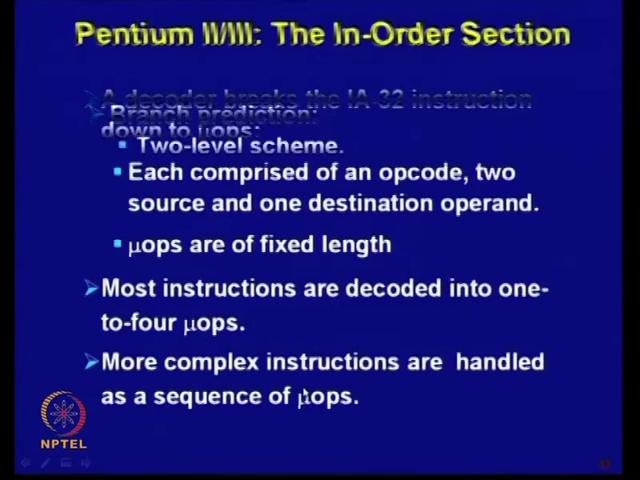 Pentium II/III: The In-Order Section
A decoder breaks the IA-32 instruction
Branch prediction:
down to μops:
Two-level scheme.
Each comprised of an opcode, two
source and one destination operand.
μops are of fixed length
Most instructions are decoded into one-
to-four μops.
More complex instructions are handled
as a sequence of μops.
NPTEL